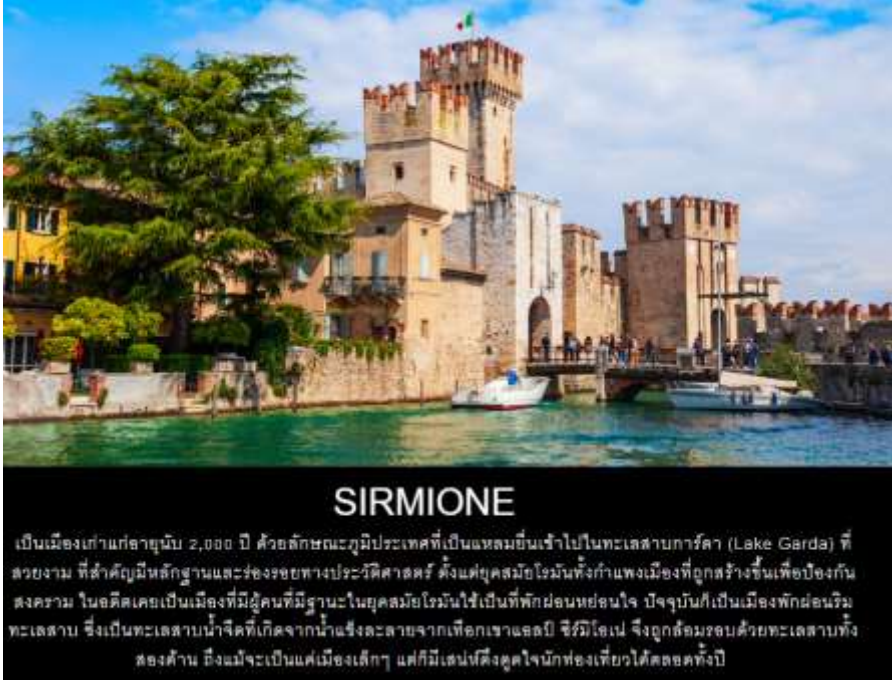 SIRMIONE
เป็นเมืองเก่าแก่อายุนับ 2,000 ปี ด้วยลักษณะภูมิประเทศที่เป็นแหลมยื่นเข้าไปในทะเลสาบการ์ดา (Lake Garda) ที่
สวยงาม ที่สำคัญมีหลักฐานและร่องรอยทางประวัติศาสตร์ ตั้งแต่ยุคสมัยโรมันทั้งกำแพงเมืองที่ถูกสร้างขึ้นเพื่อป้องกัน
สงคราม ในอดีตเคยเป็นเมืองที่มีผู้คนที่มีฐานะในยุคสมัยโรมันใช้เป็นที่พักผ่อนหย่อนใจ ปัจจุบันก็เป็นเมืองพักผ่อนริม
ทะเลสาบ ซึ่งเป็นทะเลสาบน้ำจืดที่เกิดจากน้ำแข็งละลายจากเทือกเขาแอลป์ ซีร์มิโอเน่ จึงถูกล้อมรอบด้วยทะเลสาบทั้ง
สองด้าน ถึงแม้จะเป็นแค่เมืองเล็กๆ แต่ก็มีเสน่ห์ดึงดูดใจนักท่องเที่ยวได้ตลอดทั้งปี